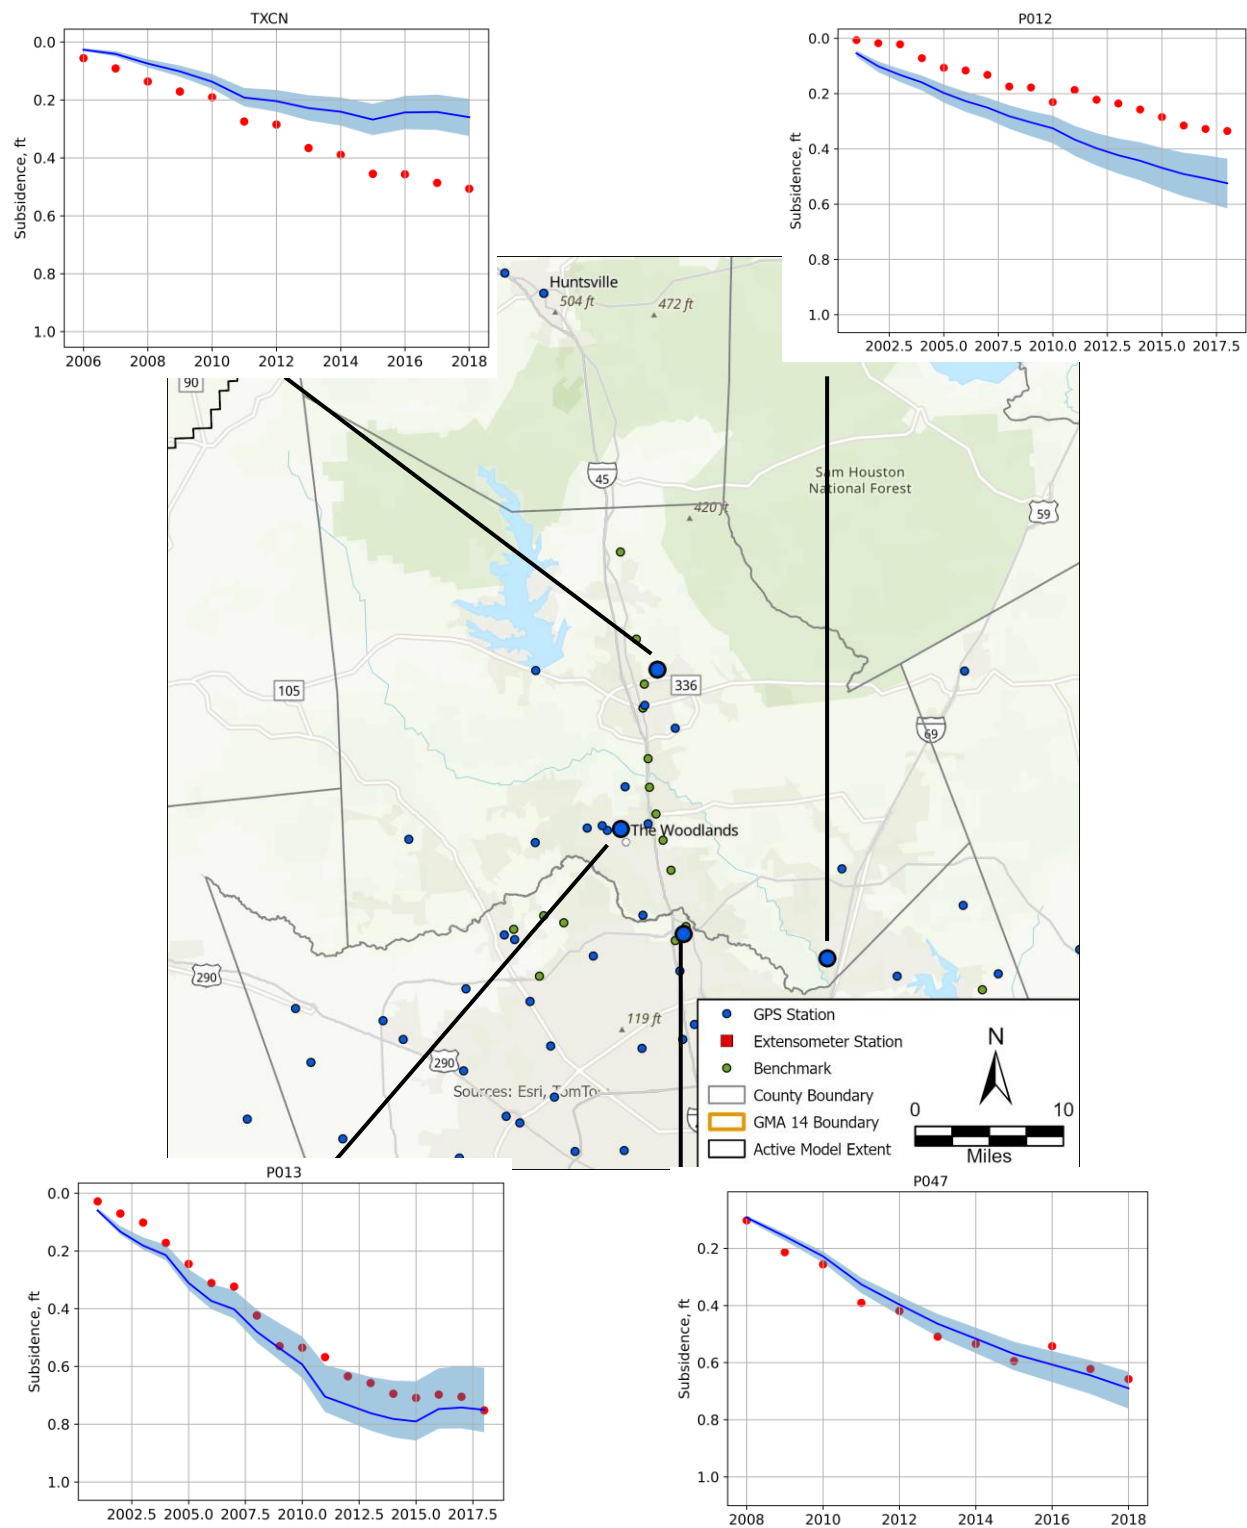 TXCN
Subsidence, ft
0.0
0.2
0.4
0.6
0.8
1.0
2006 2008 2010 2012 2014 2016 2018
P012
Subsidence, ft
0.0
0.2
0.4
0.6
0.8
1.0
2002.5 2005.0 2007.5 2010.0 2012.5 2015.0 2017.5
Huntsville
504 ft
472 ft
90
45
Sam Houston
National Forest
59
420 ft
336
105
69
The Woodlands
290
119 ft
290
Sources: Esri, TomTo
GPS Station
Extensometer Station
Benchmark
County Boundary
GMA 14 Boundary
Active Model Extent
N
0 10
Miles
P013
Subsidence, ft
0.0
0.2
0.4
0.6
0.8
1.0
2002.5 2005.0 2007.5 2010.0 2012.5 2015.0 2017.5
P047
Subsidence, ft
0.2
0.4
0.6
0.8
1.0
2008 2010 2012 2014 2016 2018